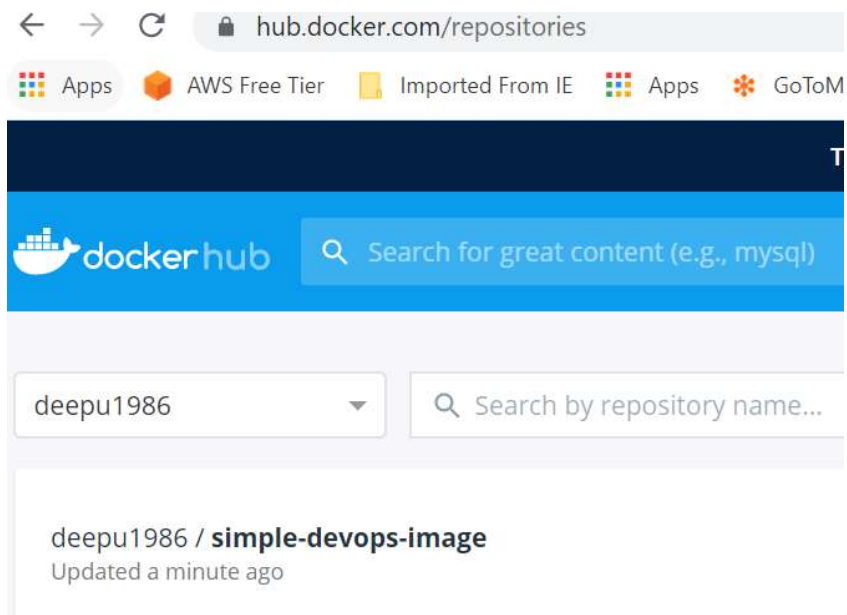 hub.docker.com/repositories
Apps AWS Free Tier Imported From IE Apps GoToM
T
dockerhub Search for great content (e.g., mysql)
deepu1986 Search by repository name...
deepu1986 / simple-devops-image
Updated a minute ago